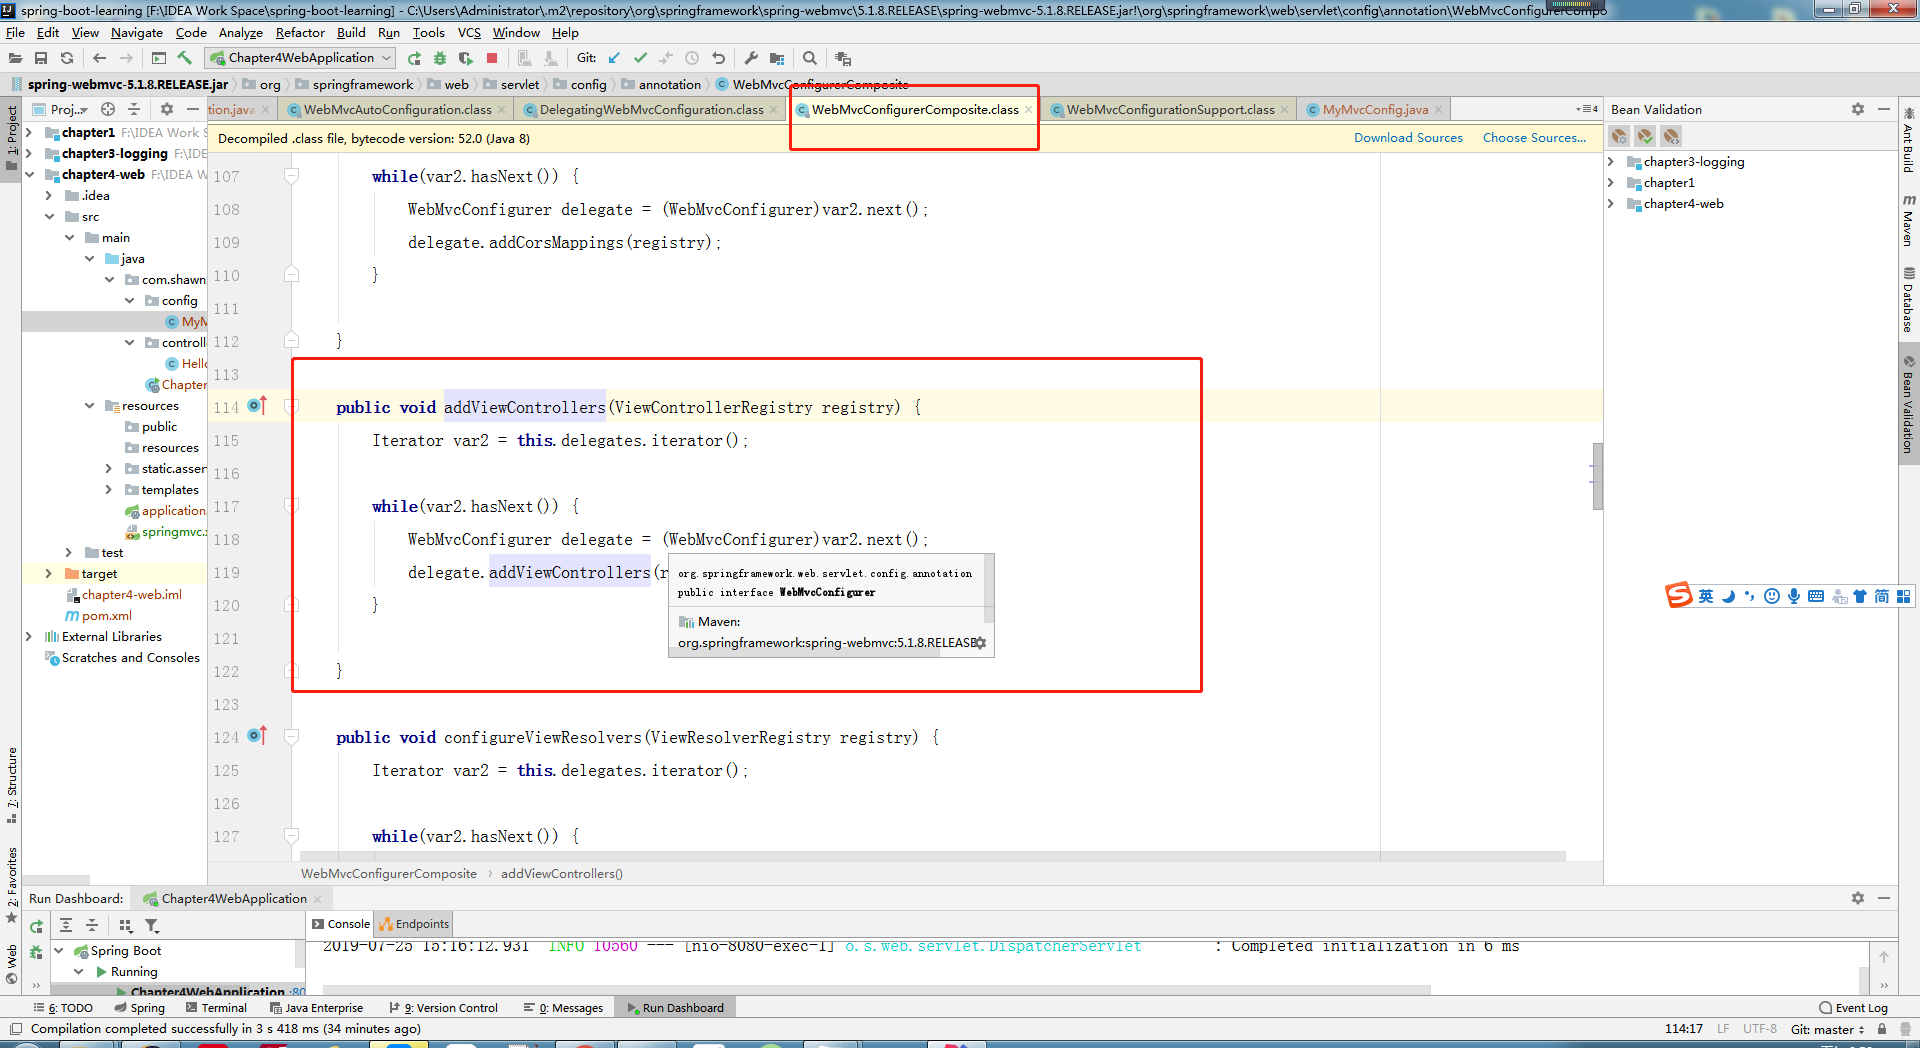 spring-boot-learning [F:\IDEA Work Space\spring-boot-learning] - C:\Users\Administrator\.m2\repository\org\springframework\spring-webmvc\5.1.8.RELEASE\spring-webmvc-5.1.8.RELEASE.jar!\org\springframework\web\servlet\config\annotation\WebMvcConfigurerCompo
File Edit View Navigate Code Analyze Refactor Build Run Tools VCS Window Help
Chapter4WebApplication Git:
spring-webmvc-5.1.8.RELEASE.jar org springframework web servlet config annotation WebMvcConfigurerComposite
Proj... tion.java WebMvcAutoConfiguration.class DelegatingWebMvcConfiguration.class WebMvcConfigurerComposite.class WebMvcConfigurationSupport.class MyMvcConfig.java 4 Bean Validation
Decompiled .class file, bytecode version: 52.0 (Java 8) Download Sources Choose Sources...
1: Project
7: Structure
2: Favorites
Web
chapter1 F:\IDEA Work S
chapter3-logging F:\IDE
chapter4-web F:\IDEA W
.idea
src
main
java
com.shawn
config
MyM
controll
Hello
Chapter
resources
public
resources
static.asser
templates
application.
springmvc.x
test
target
chapter4-web.iml
pom.xml
External Libraries
Scratches and Consoles
107 while(var2.hasNext()) {
108 WebMvcConfigurer delegate = (WebMvcConfigurer)var2.next();
109 delegate.addCorsMappings(registry);
110 }
111
112 }
113
114 public void addViewControllers(ViewControllerRegistry registry) {
115 Iterator var2 = this.delegates.iterator();
116
117 while(var2.hasNext()) {
118 WebMvcConfigurer delegate = (WebMvcConfigurer)var2.next();
119 delegate.addViewControllers(r
120 }
121
122 }
123
124 public void configureViewResolvers(ViewResolverRegistry registry) {
125 Iterator var2 = this.delegates.iterator();
126
127 while(var2.hasNext()) {
org.springframework.web.servlet.config.annotation
public interface WebMvcConfigurer
Maven:
org.springframework:spring-webmvc:5.1.8.RELEASE
WebMvcConfigurerComposite › addViewControllers()
chapter3-logging
chapter1
chapter4-web
Ant Build
Maven
Database
Bean Validation
英 简
Run Dashboard: Chapter4WebApplication
Console Endpoints
Spring Boot
Running
Chapter4WebApplication :80
2019-07-25 15:16:12.931 INFO 10560 --- [nio-8080-exec-1] o.s.web.servlet.DispatcherServlet : Completed initialization in 6 ms
6: TODO Spring Terminal Java Enterprise 9: Version Control 0: Messages Run Dashboard Event Log
Compilation completed successfully in 3 s 418 ms (34 minutes ago) 114:17 LF UTF-8 Git: master